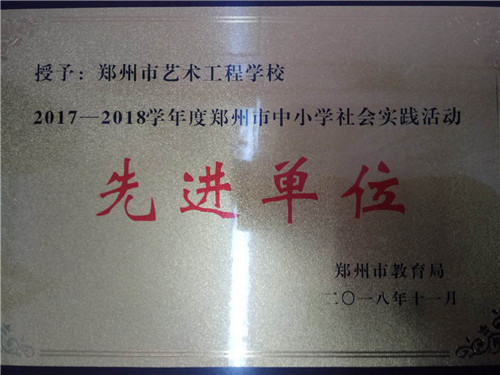 授予：郑州市艺术工程学校
2017—2018学年度郑州市中小学社会实践活动
先进单位
郑州市教育局
二〇一八年十一月